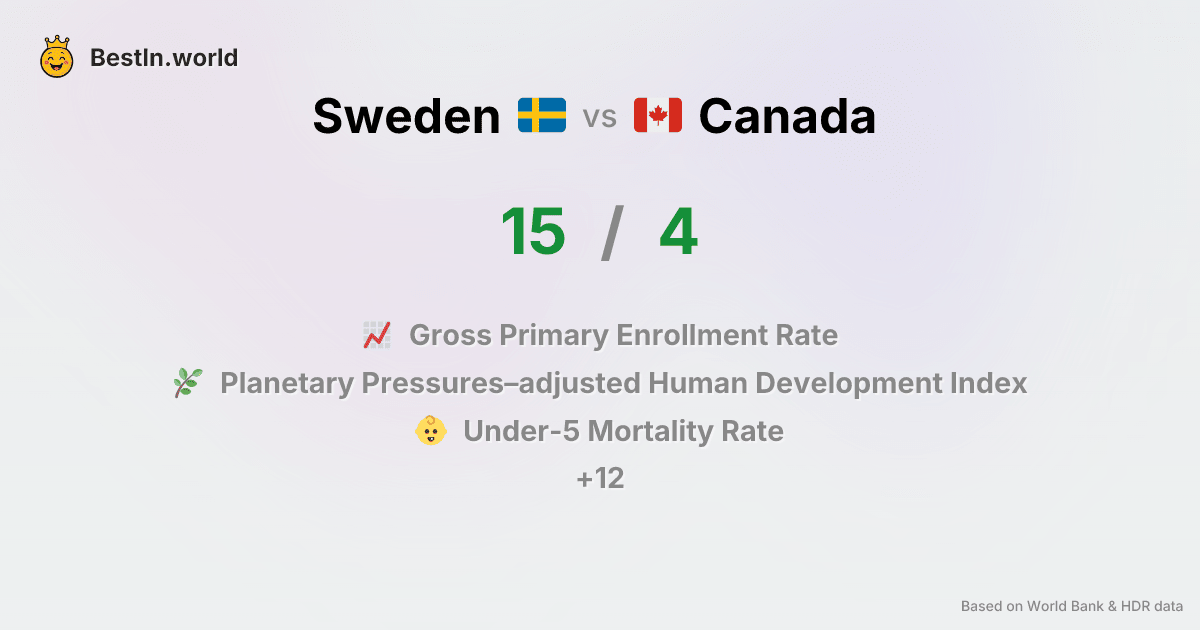 BestIn.world
Sweden vs Canada
15 / 4
Gross Primary Enrollment Rate
Planetary Pressures–adjusted Human Development Index
Under-5 Mortality Rate
+12
Based on World Bank & HDR data